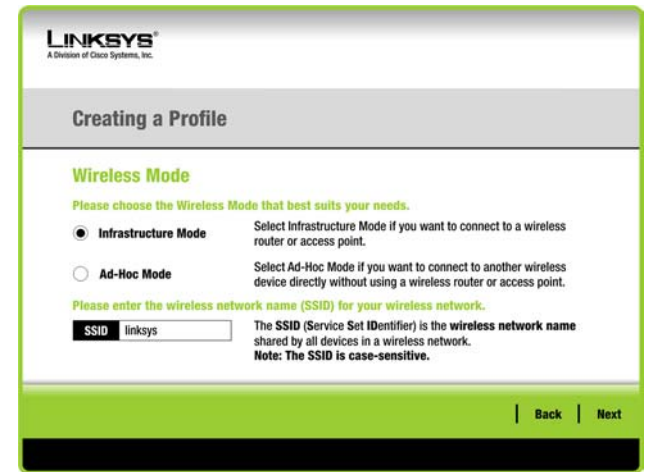 LINKSYS®
A Division of Cisco Systems, Inc.
Creating a Profile
Wireless Mode
Please choose the Wireless Mode that best suits your needs.
Infrastructure Mode
Select Infrastructure Mode if you want to connect to a wireless
router or access point.
Ad-Hoc Mode
Select Ad-Hoc Mode if you want to connect to another wireless
device directly without using a wireless router or access point.
Please enter the wireless network name (SSID) for your wireless network.
SSID linksys
The SSID (Service Set IDentifier) is the wireless network name
shared by all devices in a wireless network.
Note: The SSID is case-sensitive.
Back Next